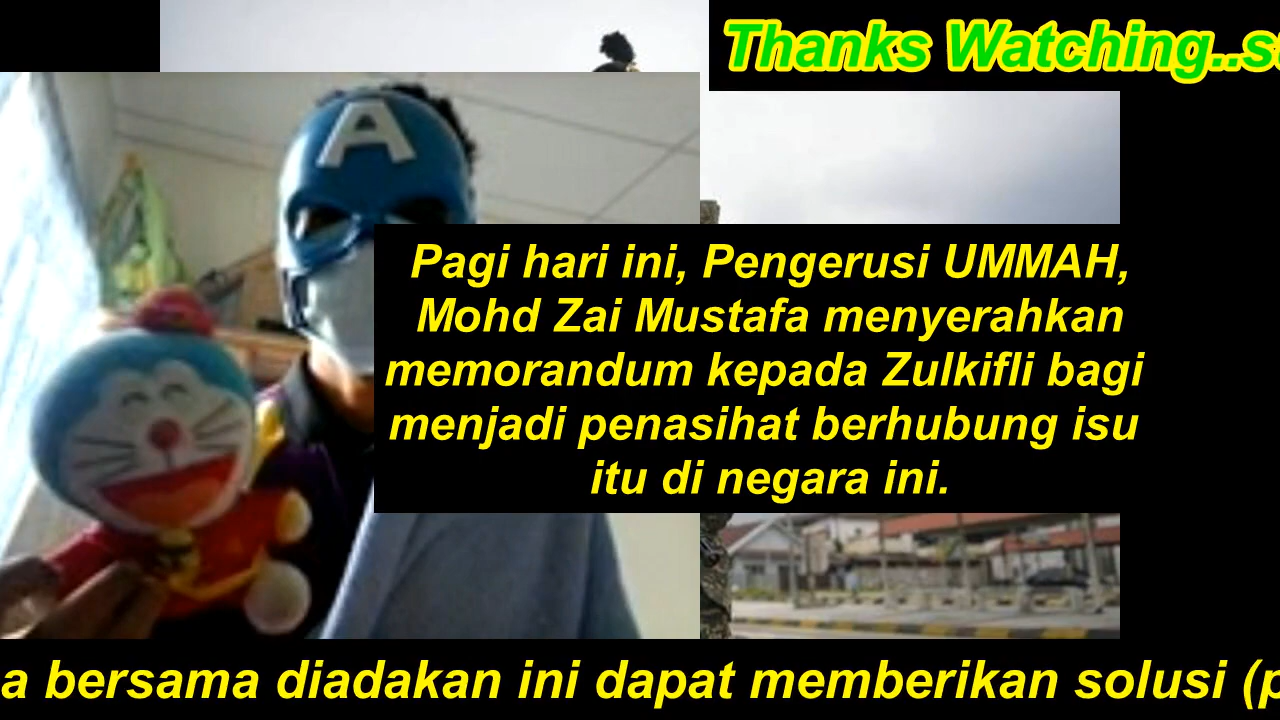 Thanks Watching..su
A
Pagi hari ini, Pengerusi UMMAH,
Mohd Zai Mustafa menyerahkan
memorandum kepada Zulkifli bagi
menjadi penasihat berhubung isu
itu di negara ini.
a bersama diadakan ini dapat memberikan solusi (p